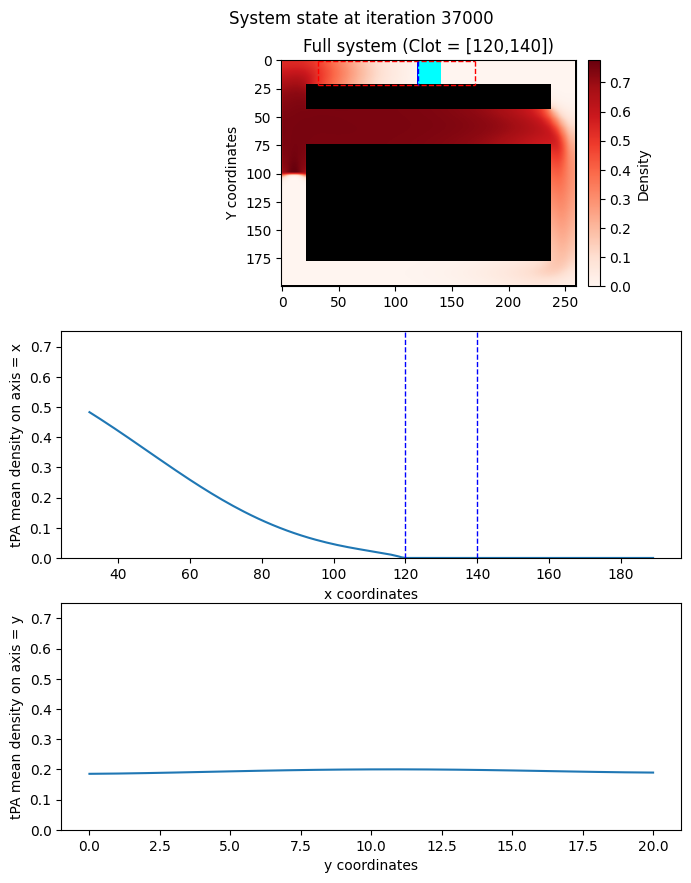 System state at iteration 37000
Full system (Clot = [120,140])
0
25
50
75
100
125
150
175
Y coordinates
0 50 100 150 200 250
0.7
0.6
0.5
0.4
0.3
0.2
0.1
0.0
Density
0.7
0.6
0.5
0.4
0.3
0.2
0.1
0.0
tPA mean density on axis = x
40 60 80 100 120 140 160 180
x coordinates
0.7
0.6
0.5
0.4
0.3
0.2
0.1
0.0
tPA mean density on axis = y
0.0 2.5 5.0 7.5 10.0 12.5 15.0 17.5 20.0
y coordinates